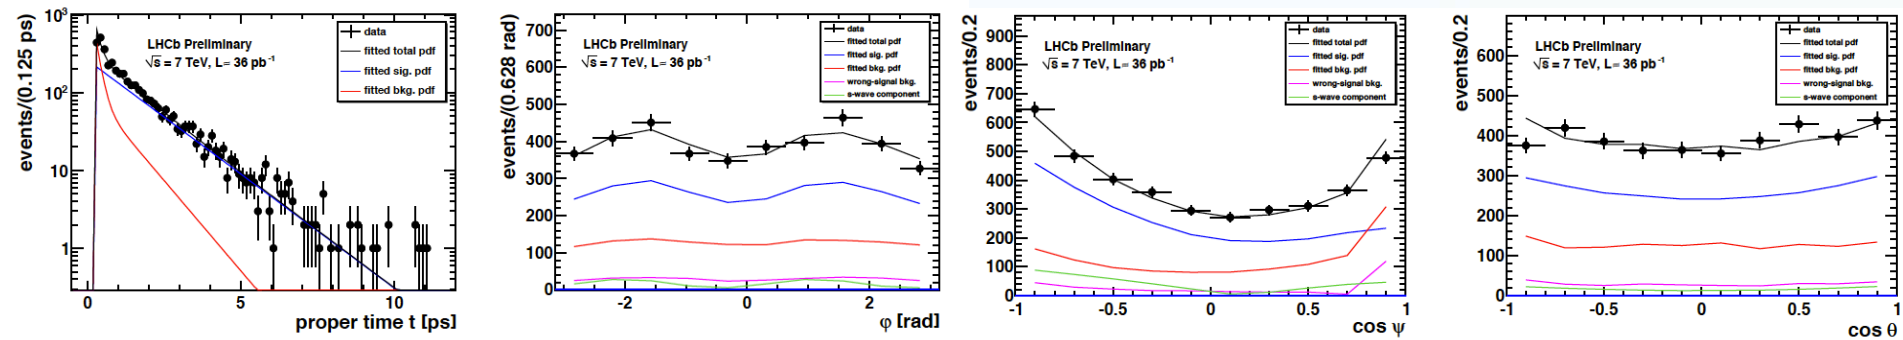 events/(0.125 ps)
10³
10²
10
1
LHCb Preliminary
√s = 7 TeV, L= 36 pb⁻¹
data
fitted total pdf
fitted sig. pdf
fitted bkg. pdf
0 5 10
proper time t [ps]
events/(0.628 rad)
700
600
500
400
300
200
100
0
LHCb Preliminary
√s = 7 TeV, L= 36 pb⁻¹
data
fitted total pdf
fitted sig. pdf
fitted bkg. pdf
wrong-signal bkg.
s-wave component
-2 0 2
φ [rad]
events/0.2
900
800
700
600
500
400
300
200
100
0
LHCb Preliminary
√s = 7 TeV, L= 36 pb⁻¹
data
fitted total pdf
fitted sig. pdf
fitted bkg. pdf
wrong-signal bkg.
s-wave component
-1 -0.5 0 0.5 1
cos ψ
events/0.2
600
500
400
300
200
100
0
LHCb Preliminary
√s = 7 TeV, L= 36 pb⁻¹
data
fitted total pdf
fitted sig. pdf
fitted bkg. pdf
wrong-signal bkg.
s-wave component
-1 -0.5 0 0.5 1
cos θ